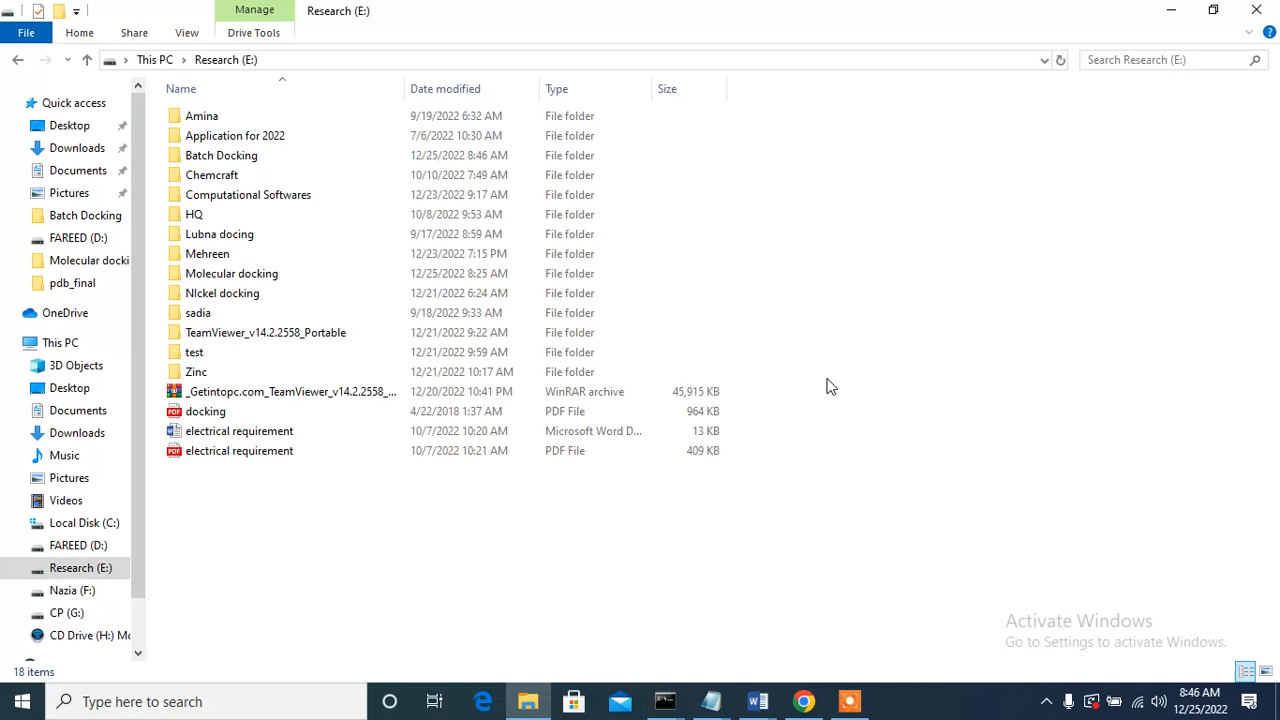 Manage
Research (E:)
File
Home
Share
View
Drive Tools
This PC
Research (E:)
Search Research (E:)
Name
Date modified
Type
Size
Quick access
Desktop
Downloads
Documents
Pictures
Batch Docking
FAREED (D:)
Molecular docki
pdb_final
OneDrive
This PC
3D Objects
Desktop
Documents
Downloads
Music
Pictures
Videos
Local Disk (C:)
FAREED (D:)
Research (E:)
Nazia (F:)
CP (G:)
CD Drive (H:) Mo
Amina 9/19/2022 6:32 AM File folder
Application for 2022 7/6/2022 10:30 AM File folder
Batch Docking 12/25/2022 8:46 AM File folder
Chemcraft 10/10/2022 7:49 AM File folder
Computational Softwares 12/23/2022 9:17 AM File folder
HQ 10/8/2022 9:53 AM File folder
Lubna docing 9/17/2022 8:59 AM File folder
Mehreen 12/23/2022 7:15 PM File folder
Molecular docking 12/25/2022 8:25 AM File folder
NIckel docking 12/21/2022 6:24 AM File folder
sadia 9/18/2022 9:33 AM File folder
TeamViewer_v14.2.2558_Portable 12/21/2022 9:22 AM File folder
test 12/21/2022 9:59 AM File folder
Zinc 12/21/2022 10:17 AM File folder
_Getintopc.com_TeamViewer_v14.2.2558_... 12/20/2022 10:41 PM WinRAR archive 45,915 KB
docking 4/22/2018 1:37 AM PDF File 964 KB
electrical requirement 10/7/2022 10:20 AM Microsoft Word D... 13 KB
electrical requirement 10/7/2022 10:21 AM PDF File 409 KB
Activate Windows
Go to Settings to activate Windows.
18 items
Type here to search
8:46 AM
12/25/2022